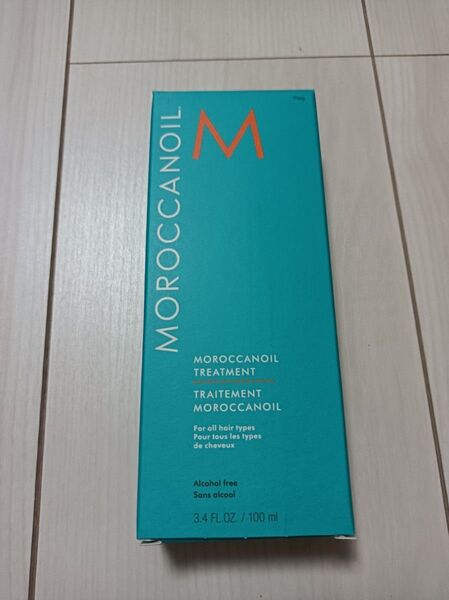 MOROCCANOIL
M
MOROCCANOIL
TREATMENT
TRAITEMENT
MOROCCANOIL
For all hair types
Pour tous les types
de cheveux
Alcohol free
Sans alcool
3.4 FL.OZ. / 100 ml